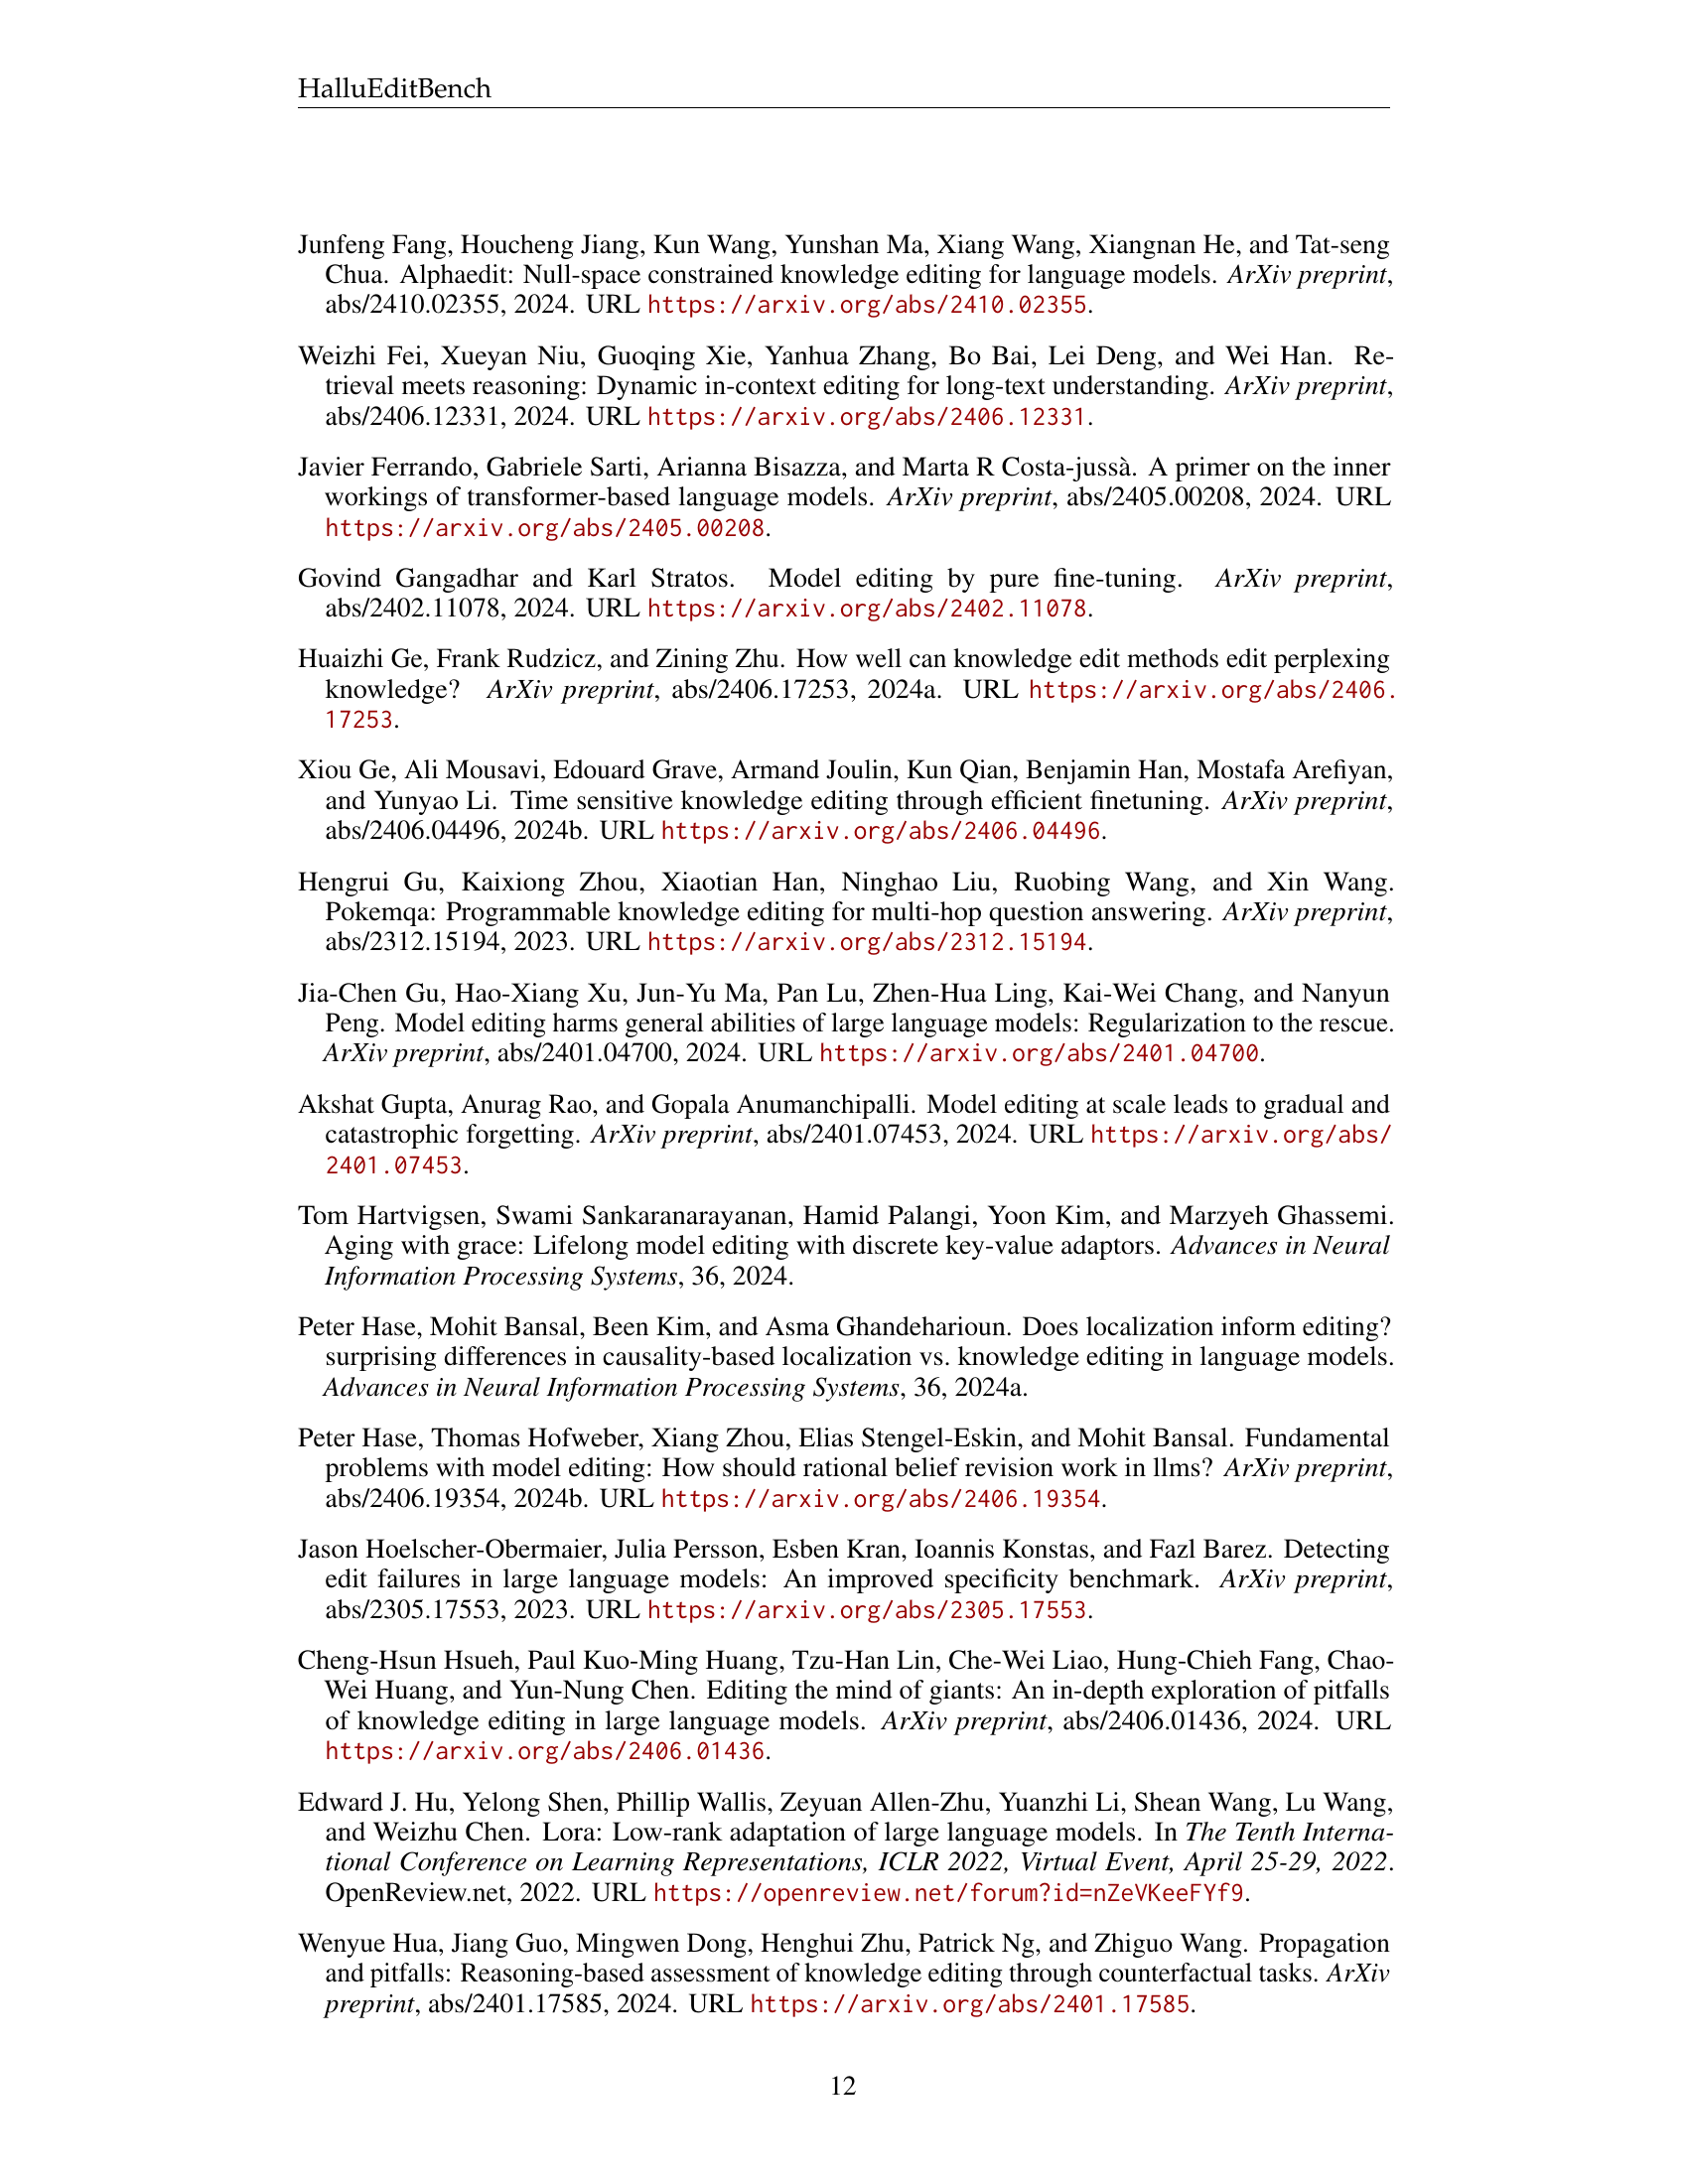 HalluEditBench
Junfeng Fang, Houcheng Jiang, Kun Wang, Yunshan Ma, Xiang Wang, Xiangnan He, and Tat-seng
Chua. Alphaedit: Null-space constrained knowledge editing for language models. ArXiv preprint,
abs/2410.02355, 2024. URL https://arxiv.org/abs/2410.02355.
Weizhi Fei, Xueyan Niu, Guoqing Xie, Yanhua Zhang, Bo Bai, Lei Deng, and Wei Han. Re-
trieval meets reasoning: Dynamic in-context editing for long-text understanding. ArXiv preprint,
abs/2406.12331, 2024. URL https://arxiv.org/abs/2406.12331.
Javier Ferrando, Gabriele Sarti, Arianna Bisazza, and Marta R Costa-jussà. A primer on the inner
workings of transformer-based language models. ArXiv preprint, abs/2405.00208, 2024. URL
https://arxiv.org/abs/2405.00208.
Govind Gangadhar and Karl Stratos. Model editing by pure fine-tuning. ArXiv preprint,
abs/2402.11078, 2024. URL https://arxiv.org/abs/2402.11078.
Huaizhi Ge, Frank Rudzicz, and Zining Zhu. How well can knowledge edit methods edit perplexing
knowledge? ArXiv preprint, abs/2406.17253, 2024a. URL https://arxiv.org/abs/2406.
17253.
Xiou Ge, Ali Mousavi, Edouard Grave, Armand Joulin, Kun Qian, Benjamin Han, Mostafa Arefiyan,
and Yunyao Li. Time sensitive knowledge editing through efficient finetuning. ArXiv preprint,
abs/2406.04496, 2024b. URL https://arxiv.org/abs/2406.04496.
Hengrui Gu, Kaixiong Zhou, Xiaotian Han, Ninghao Liu, Ruobing Wang, and Xin Wang.
Pokemqa: Programmable knowledge editing for multi-hop question answering. ArXiv preprint,
abs/2312.15194, 2023. URL https://arxiv.org/abs/2312.15194.
Jia-Chen Gu, Hao-Xiang Xu, Jun-Yu Ma, Pan Lu, Zhen-Hua Ling, Kai-Wei Chang, and Nanyun
Peng. Model editing harms general abilities of large language models: Regularization to the rescue.
ArXiv preprint, abs/2401.04700, 2024. URL https://arxiv.org/abs/2401.04700.
Akshat Gupta, Anurag Rao, and Gopala Anumanchipalli. Model editing at scale leads to gradual and
catastrophic forgetting. ArXiv preprint, abs/2401.07453, 2024. URL https://arxiv.org/abs/
2401.07453.
Tom Hartvigsen, Swami Sankaranarayanan, Hamid Palangi, Yoon Kim, and Marzyeh Ghassemi.
Aging with grace: Lifelong model editing with discrete key-value adaptors. Advances in Neural
Information Processing Systems, 36, 2024.
Peter Hase, Mohit Bansal, Been Kim, and Asma Ghandeharioun. Does localization inform editing?
surprising differences in causality-based localization vs. knowledge editing in language models.
Advances in Neural Information Processing Systems, 36, 2024a.
Peter Hase, Thomas Hofweber, Xiang Zhou, Elias Stengel-Eskin, and Mohit Bansal. Fundamental
problems with model editing: How should rational belief revision work in llms? ArXiv preprint,
abs/2406.19354, 2024b. URL https://arxiv.org/abs/2406.19354.
Jason Hoelscher-Obermaier, Julia Persson, Esben Kran, Ioannis Konstas, and Fazl Barez. Detecting
edit failures in large language models: An improved specificity benchmark. ArXiv preprint,
abs/2305.17553, 2023. URL https://arxiv.org/abs/2305.17553.
Cheng-Hsun Hsueh, Paul Kuo-Ming Huang, Tzu-Han Lin, Che-Wei Liao, Hung-Chieh Fang, Chao-
Wei Huang, and Yun-Nung Chen. Editing the mind of giants: An in-depth exploration of pitfalls
of knowledge editing in large language models. ArXiv preprint, abs/2406.01436, 2024. URL
https://arxiv.org/abs/2406.01436.
Edward J. Hu, Yelong Shen, Phillip Wallis, Zeyuan Allen-Zhu, Yuanzhi Li, Shean Wang, Lu Wang,
and Weizhu Chen. Lora: Low-rank adaptation of large language models. In The Tenth Interna-
tional Conference on Learning Representations, ICLR 2022, Virtual Event, April 25-29, 2022.
OpenReview.net, 2022. URL https://openreview.net/forum?id=nZeVKeeFYf9.
Wenyue Hua, Jiang Guo, Mingwen Dong, Henghui Zhu, Patrick Ng, and Zhiguo Wang. Propagation
and pitfalls: Reasoning-based assessment of knowledge editing through counterfactual tasks. ArXiv
preprint, abs/2401.17585, 2024. URL https://arxiv.org/abs/2401.17585.
12